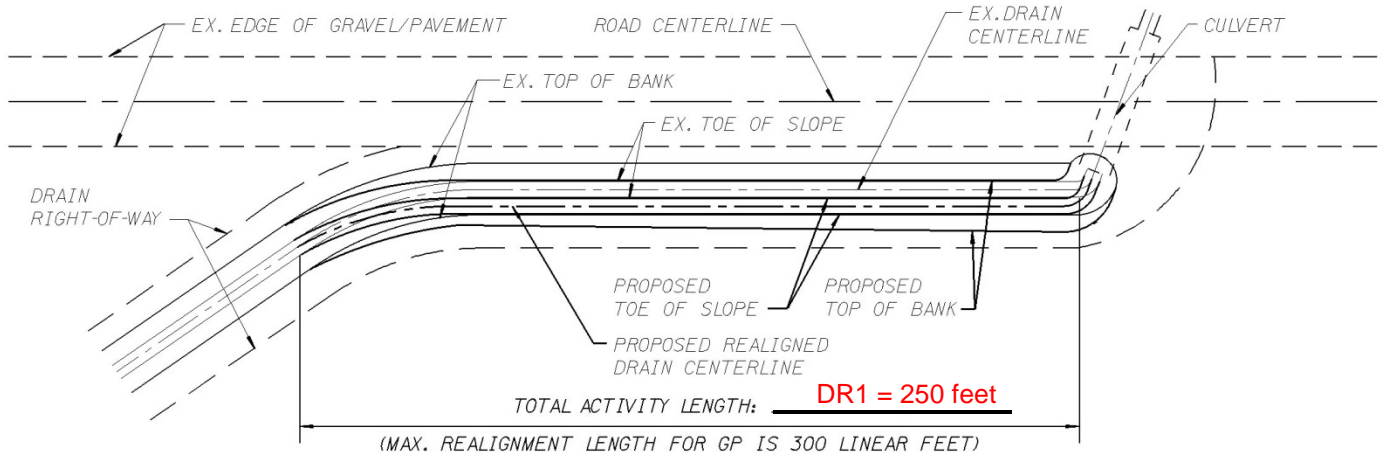 EX. EDGE OF GRAVEL/PAVEMENT
ROAD CENTERLINE
EX. DRAIN
CENTERLINE
CULVERT
EX. TOP OF BANK
EX. TOE OF SLOPE
DRAIN
RIGHT-OF-WAY
PROPOSED
TOE OF SLOPE
PROPOSED
TOP OF BANK
PROPOSED REALIGNED
DRAIN CENTERLINE
TOTAL ACTIVITY LENGTH: DR1 = 250 feet
(MAX. REALIGNMENT LENGTH FOR GP IS 300 LINEAR FEET)